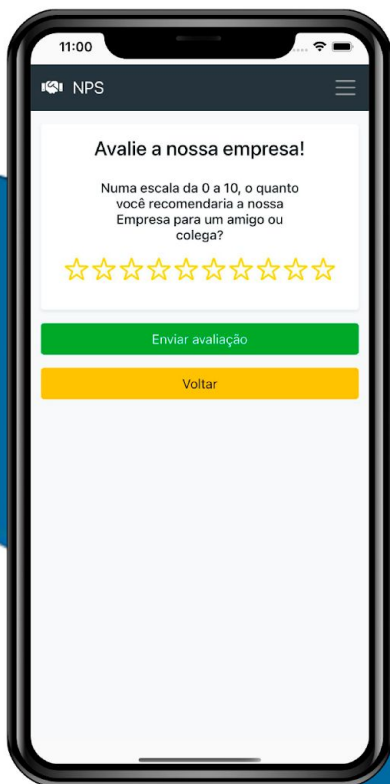 11:00
NPS
Avalie a nossa empresa!
Numa escala da 0 a 10, o quanto
você recomendaria a nossa
Empresa para um amigo ou
colega?
Enviar avaliação
Voltar